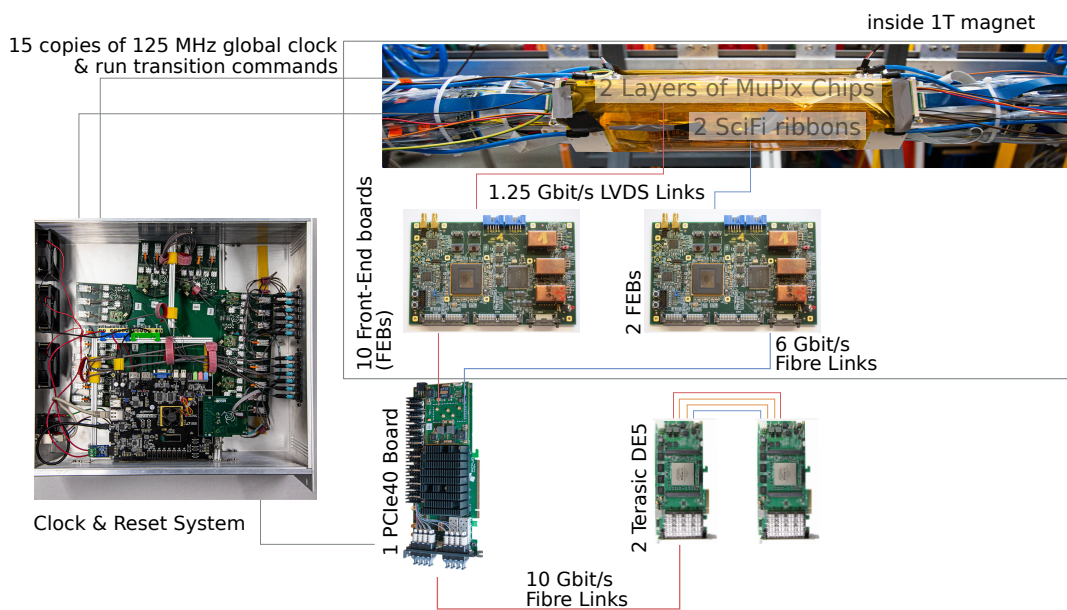 inside 1T magnet
15 copies of 125 MHz global clock
& run transition commands
2 Layers of MuPix Chips
2 SciFi ribbons
1.25 Gbit/s LVDS Links
10 Front-End boards
(FEBs)
2 FEBs
6 Gbit/s
Fibre Links
Clock & Reset System
1 PCIe40 Board
2 Terasic DE5
10 Gbit/s
Fibre Links